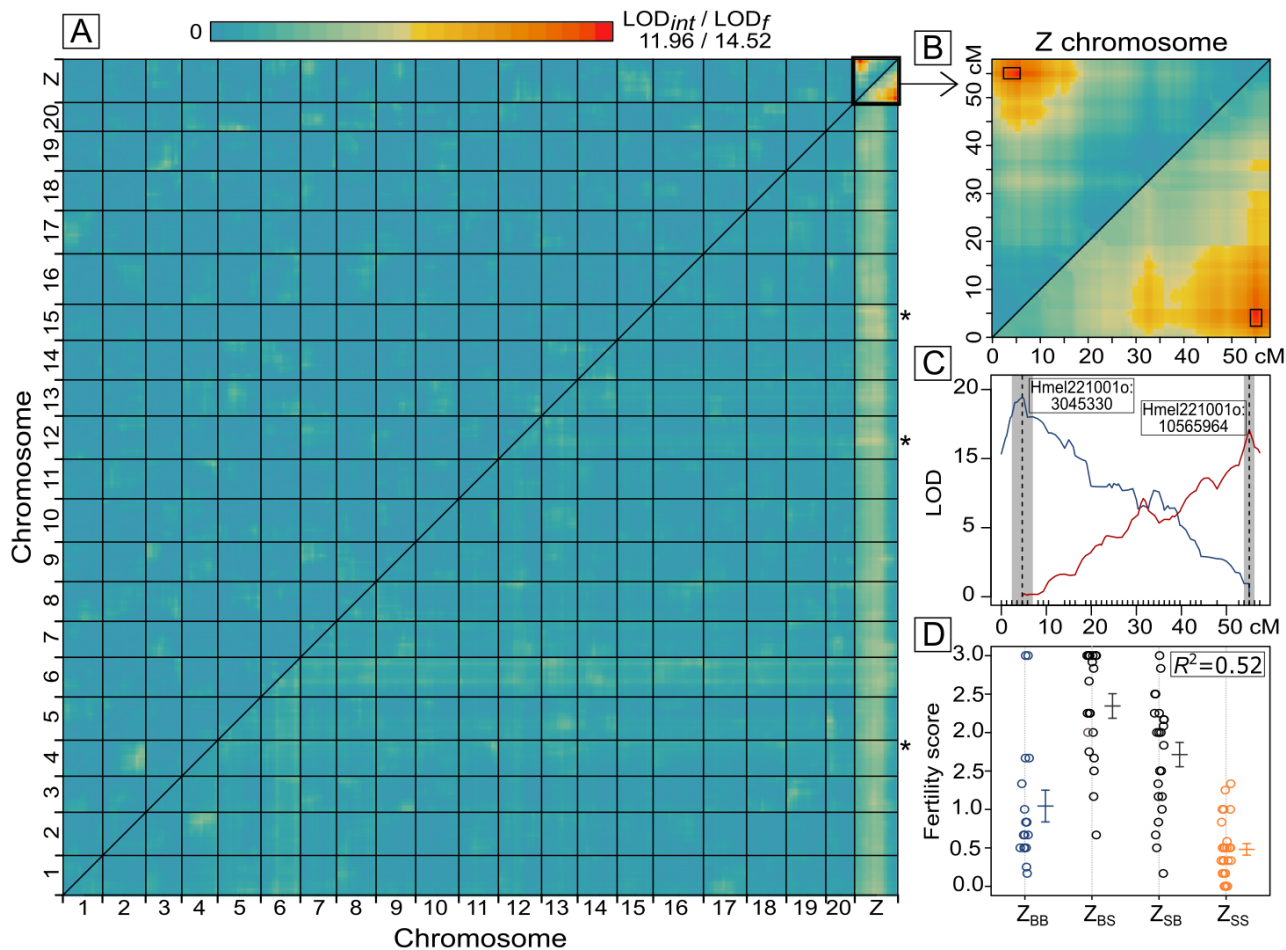 A
0
LODint / LODf
11.96 / 14.52
Chromosome
Z
20
19
18
17
16
15
14
13
12
11
10
9
8
7
6
5
4
3
2
1
*
*
*
1 2 3 4 5 6 7 8 9 10 11 12 13 14 15 16 17 18 19 20 Z
Chromosome
B
Z chromosome
cM
50
40
30
20
10
0
0 10 20 30 40 50 cM
C
LOD
20
15
5
0
Hmel221001o:
3045330
Hmel221001o:
10565964
0 10 20 30 40 50 cM
D
Fertility score
3.0
2.5
2.0
2.5
1.0
0.5
0.0
R²=0.52
ZBB ZBS ZSB ZSS